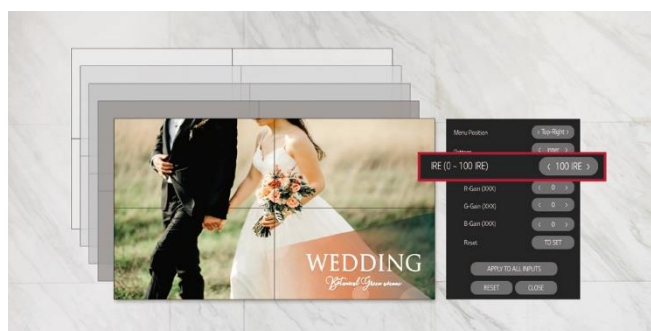 WEDDING
Menu Position
< Top-Right >
IRE (0 ~ 100 IRE)
< 100 IRE >
R-Gain (XXX)
< 0 >
G-Gain (XXX)
< 0 >
B-Gain (XXX)
< 0 >
Reset
TO SET
APPLY TO ALL INPUTS
RESET
CLOSE